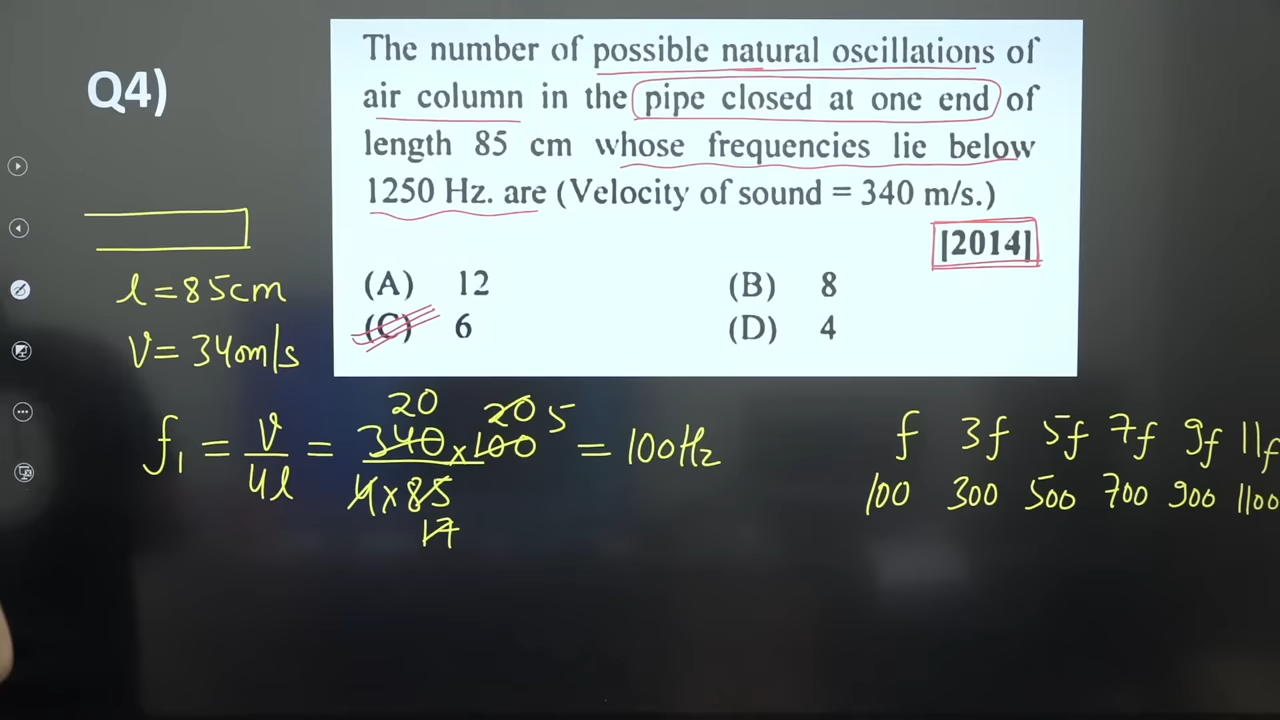 Q4)
The number of possible natural oscillations of
air column in the pipe closed at one end of
length 85 cm whose frequencies lie below
1250 Hz. are (Velocity of sound = 340 m/s.)
[2014]
(A) 12 (B) 8
(C) 6 (D) 4
l = 85cm
V = 340m/s
f₁ = v/4l = 340 × 100 / 4 × 85 = 100Hz
20 20 5
17
f 3f 5f 7f 9f 11f
100 300 500 700 900 1100